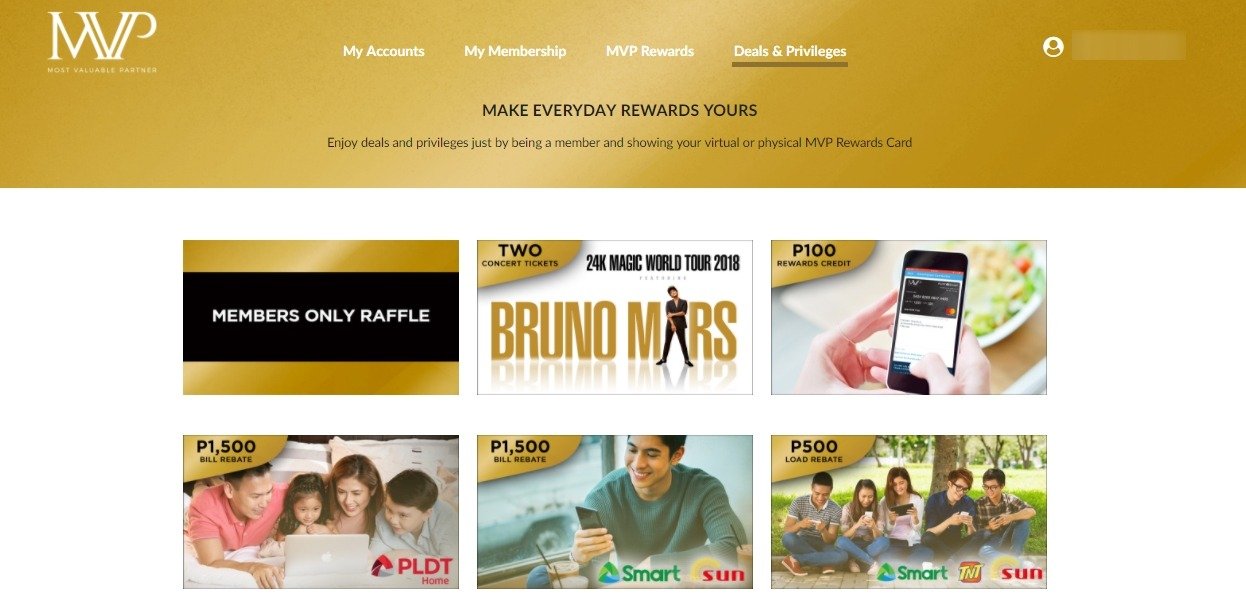 MVP
MOST VALUABLE PARTNER
My Accounts My Membership MVP Rewards Deals & Privileges
MAKE EVERYDAY REWARDS YOURS
Enjoy deals and privileges just by being a member and showing your virtual or physical MVP Rewards Card
MEMBERS ONLY RAFFLE
TWO
CONCERT TICKETS
24K MAGIC WORLD TOUR 2018
FEATURING
BRUNO MARS
P100
REWARDS CREDIT
P1,500
BILL REBATE
PLDT
Home
P1,500
BILL REBATE
Smart sun
P500
LOAD REBATE
Smart TNT sun